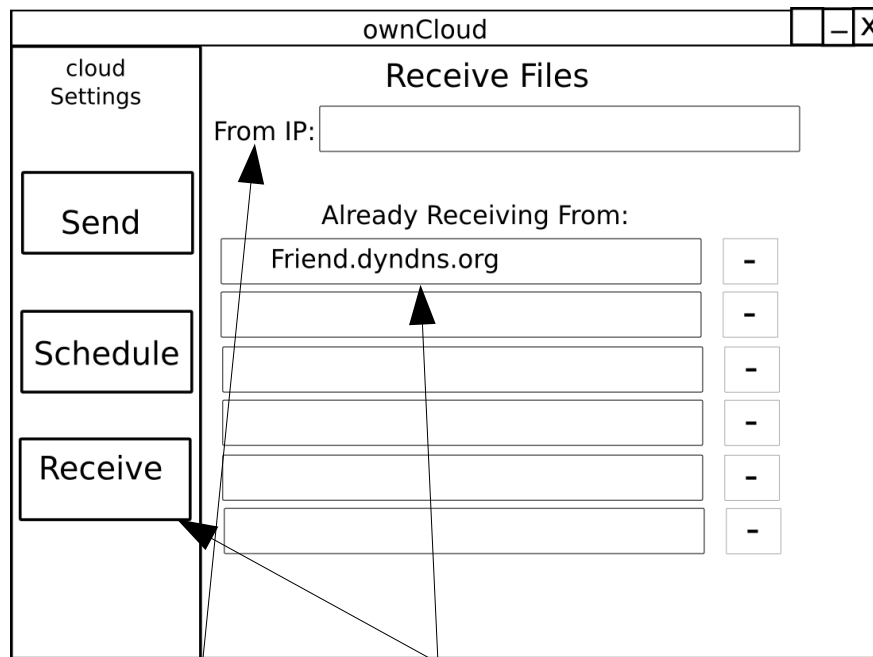 ownCloud
_ X
cloud
Settings
Send
Schedule
Receive
Receive Files
From IP:
Already Receiving From:
Friend.dyndns.org
-
-
-
-
-
-